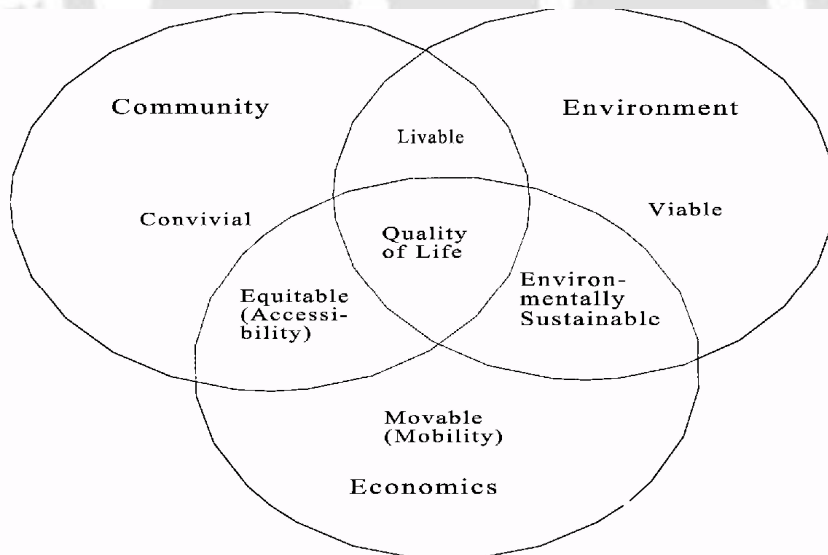 Community
Environment
Livable
Convivial
Viable
Quality
of Life
Equitable
(Accessi-
bility)
Environ-
mentally
Sustainable
Movable
(Mobility)
Economics